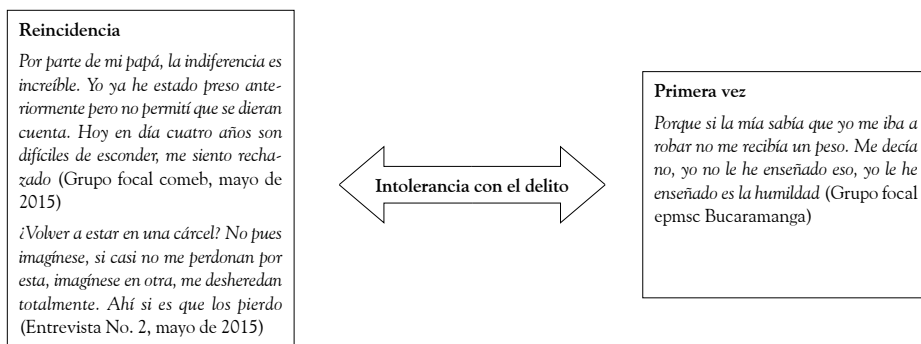 Reincidencia
Por parte de mi papá, la indiferencia es
increíble. Yo ya he estado preso ante-
riormente pero no permití que se dieran
cuenta. Hoy en día cuatro años son
difíciles de esconder, me siento recha-
zado (Grupo focal comeb, mayo de
2015)
¿Volver a estar en una cárcel? No pues
imagínese, si casi no me perdonan por
esta, imagínese en otra, me desheredan
totalmente. Ahí si es que los pierdo
(Entrevista No. 2, mayo de 2015)
Intolerancia con el delito
Primera vez
Porque si la mía sabía que yo me iba a
robar no me recibía un peso. Me decía
no, yo no le he enseñado eso, yo le he
enseñado es la humildad (Grupo focal
epmsc Bucaramanga)